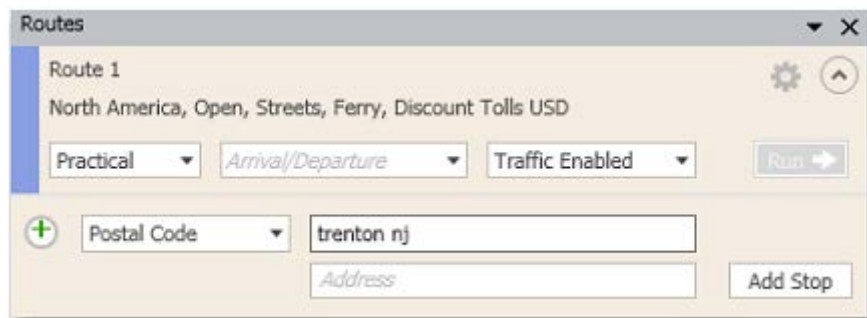 Routes
Route 1
North America, Open, Streets, Ferry, Discount Tolls USD
Practical Arrival/Departure Traffic Enabled Run
Postal Code trenton nj
Address Add Stop